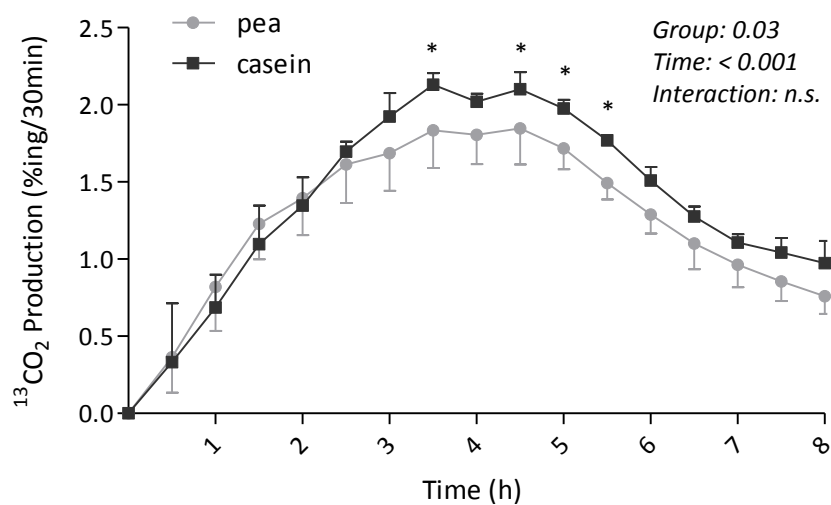 pea
casein
Group: 0.03
Time: < 0.001
Interaction: n.s.
* * * *
2.5
2.0
1.5
1.0
0.5
0.0
¹³CO₂ Production (%ing/30min)
1 2 3 4 5 6 7 8
Time (h)